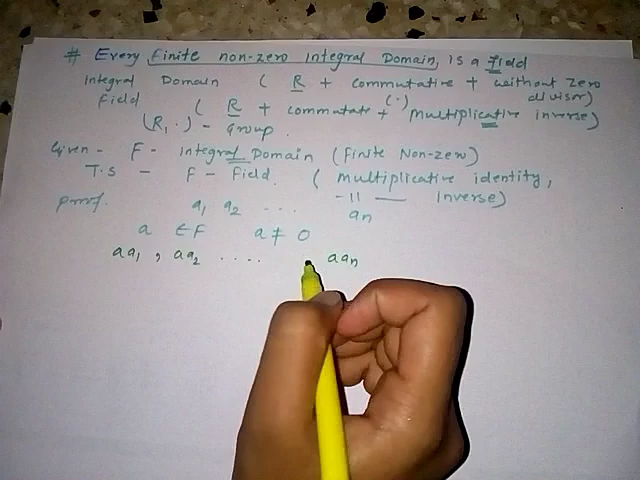 # Every finite non-zero Integral Domain, is a field
Integral Domain ( R + commutative + without zero divisor)
field ( R + commutate + (·) multiplicative inverse)
(R, ·) - Group.
Given - F - Integral Domain (finite Non-zero)
T.S - F - field. ( multiplicative identity,
-11 — inverse)
proof. a1 a2 ... an
a ∈ F a ≠ 0
aa1, aa2 .... aan